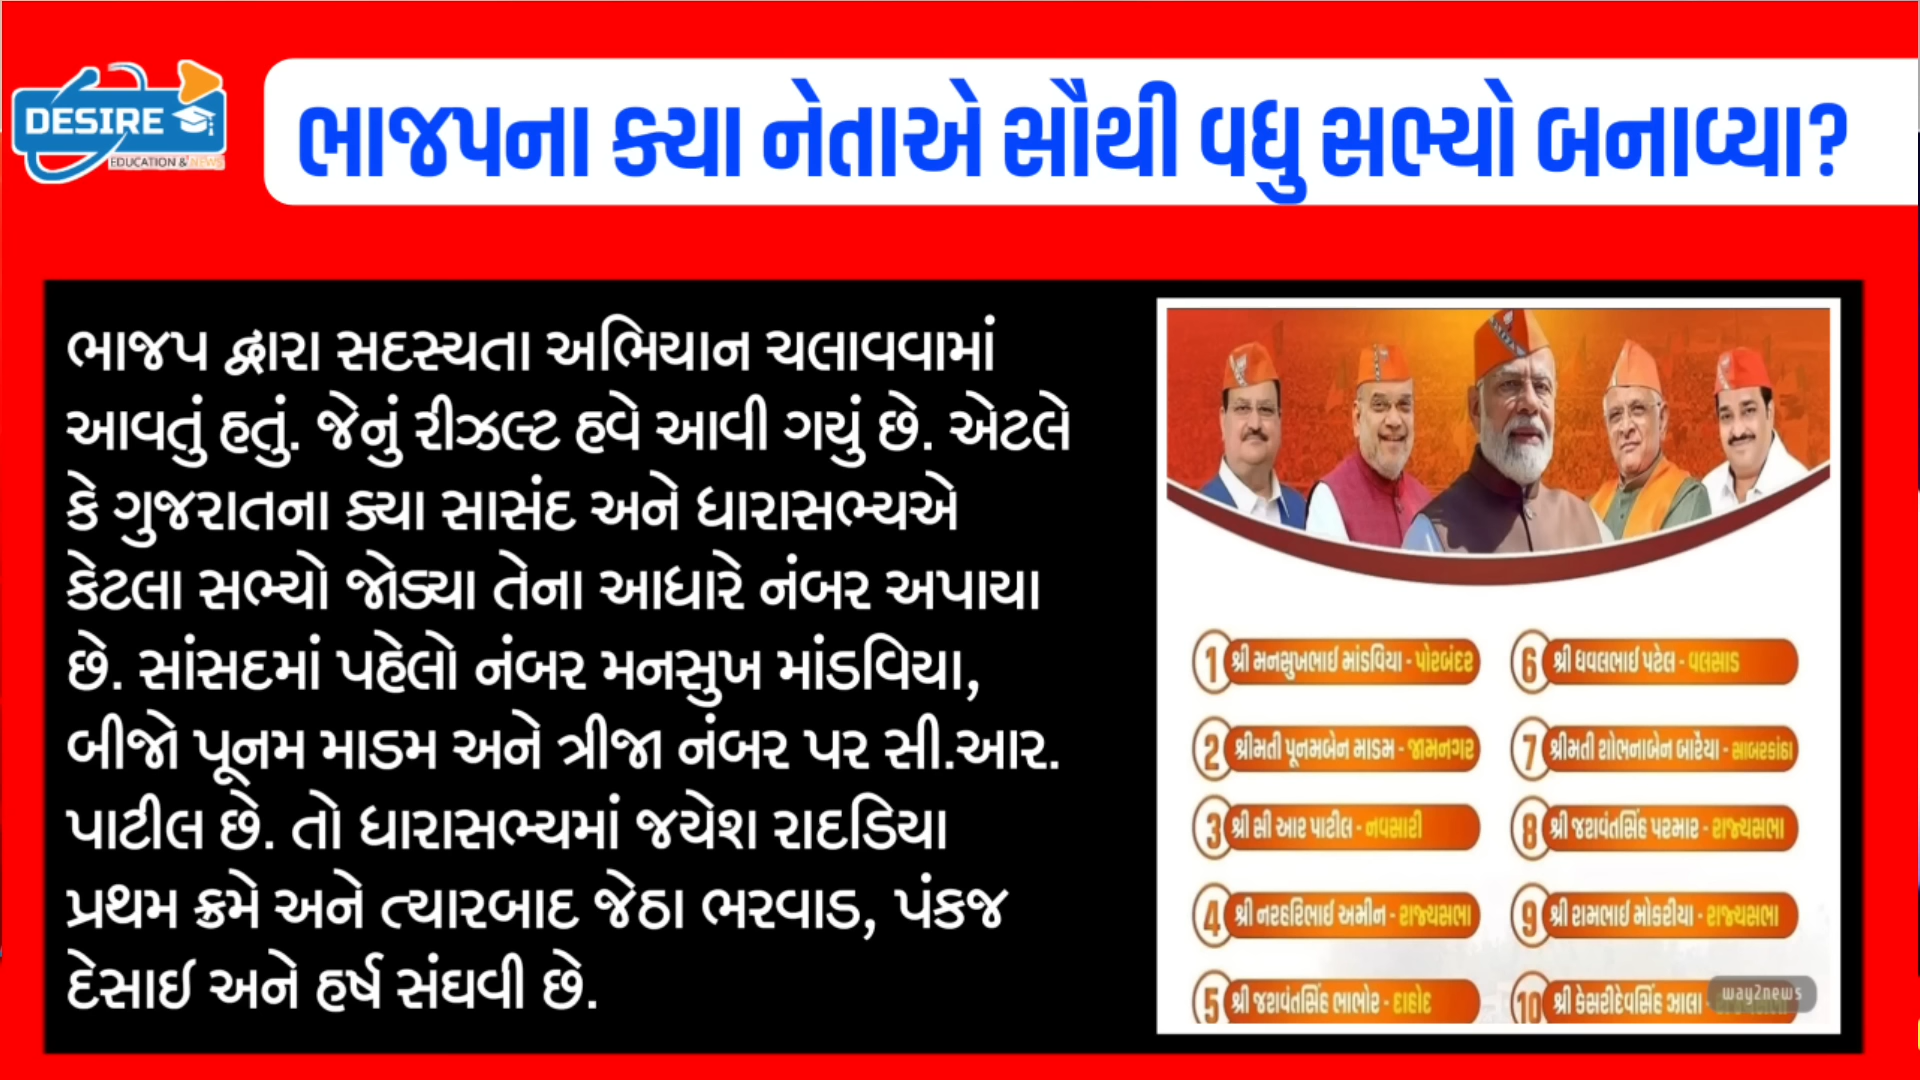 DESIRE
EDUCATION & NEWS
ભાજપના ક્યા નેતાએ સૌથી વધુ સભ્યો બનાવ્યા?
ભાજપ દ્વારા સદસ્યતા અભિયાન ચલાવવામાં
આવતું હતું. જેનું રીઝલ્ટ હવે આવી ગયું છે. એટલે
કે ગુજરાતના ક્યા સાસંદ અને ધારાસભ્યએ
કેટલા સભ્યો જોડ્યા તેના આધારે નંબર અપાયા
છે. સાંસદમાં પહેલો નંબર મનસુખ માંડવિયા,
બીજો પૂનમ માડમ અને ત્રીજા નંબર પર સી.આર.
પાટીલ છે. તો ધારાસભ્યમાં જયેશ રાદડિયા
પ્રથમ ક્રમે અને ત્યારબાદ જેઠા ભરવાડ, પંકજ
દેસાઈ અને હર્ષ સંઘવી છે.
1 શ્રી મનસુખભાઈ માંડવિયા - પોરબંદર
2 શ્રીમતી પૂનમબેન માડમ - જામનગર
3 શ્રી સી આર પાટીલ - નવસારી
4 શ્રી નરહરિભાઈ અમીન - રાજ્યસભા
5 શ્રી જશવંતસિંહ ભાભોર - દાહોદ
6 શ્રી ધવલભાઈ પટેલ - વલસાડ
7 શ્રીમતી શોભનાબેન બારૈયા - સાબરકાંઠા
8 શ્રી જશવંતસિંહ પરમાર - રાજ્યસભા
9 શ્રી રામભાઈ મોકરીયા - રાજ્યસભા
10 શ્રી કેસરીદેવસિંહ ઝાલા -
way2news